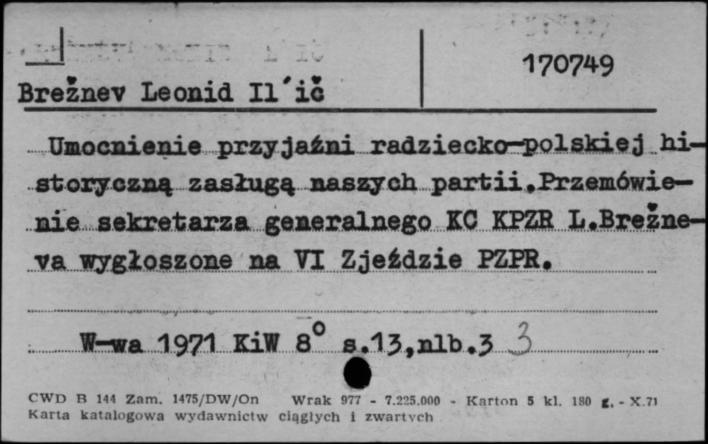 170749
Brežnev Leonid Il´ič
Umocnienie przyjaźni radziecko-polskiej hi-
storyczną zasługą naszych partii.Przemówie-
nie sekretarza generalnego KC KPZR L.Brežne-
va wygłoszone na VI Zjeździe PZPR.
W-wa 1971 KiW 8° s.13,nlb.3 3
CWD B 144 Zam. 1475/DW/On Wrak 977 - 7.225.000 - Karton 5 kl. 180 g. - X.71
Karta katalogowa wydawnictw ciągłych i zwartych